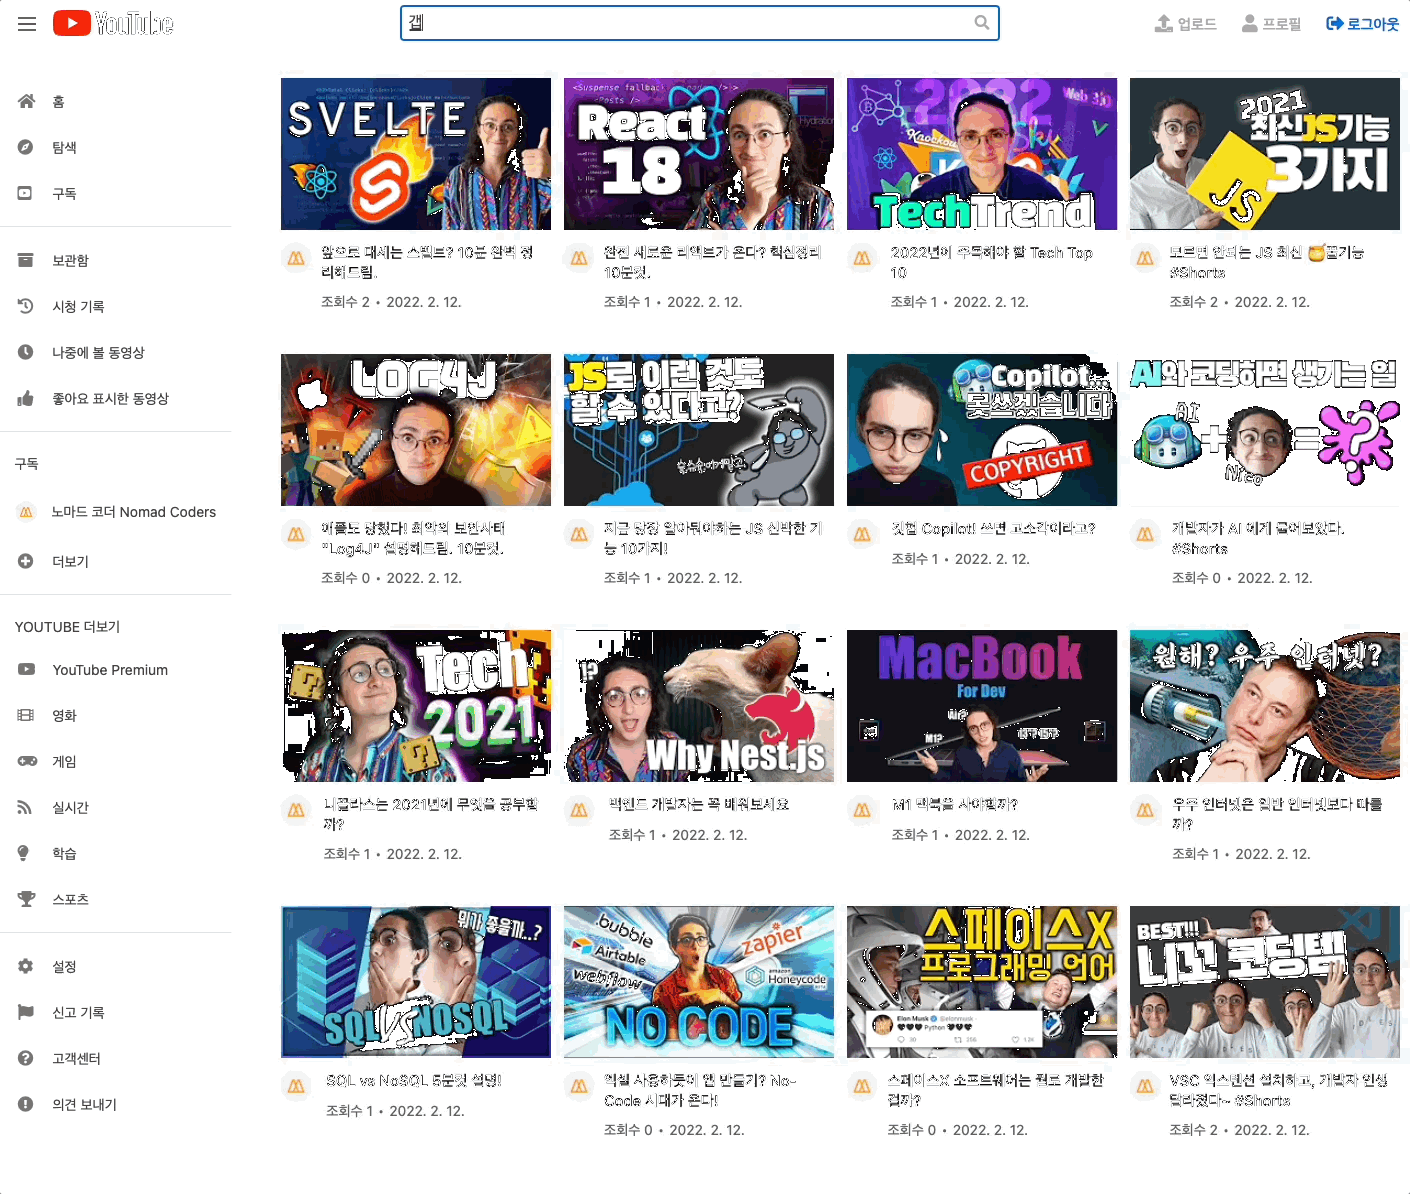 YouTube
갭
업로드
프로필
로그아웃
홈
탐색
구독
보관함
시청 기록
나중에 볼 동영상
좋아요 표시한 동영상
구독
노마드 코더 Nomad Coders
더보기
YOUTUBE 더보기
YouTube Premium
영화
게임
실시간
학습
스포츠
설정
신고 기록
고객센터
의견 보내기
SVELTE
앞으로 대세는 스벨트? 10분 완벽 정
리해드림.
조회수 2 • 2022. 2. 12.
<Suspense fallback
<Posts />
Hydration
React
18
완전 새로운 리액트가 온다? 핵심정리
10분컷.
조회수 1 • 2022. 2. 12.
2022
Web 3.0
Knockou
TechTrend
2022년에 주목해야 할 Tech Top
10
조회수 1 • 2022. 2. 12.
2021
최신JS기능
3가지
JS
모르면 안되는 JS 최신 🍯꿀기능
#Shorts
조회수 2 • 2022. 2. 12.
LOG4J
애플도 당했다! 최악의 보안사태
"Log4J" 설명해드림. 10분컷.
조회수 0 • 2022. 2. 12.
JS로 이런 것도
할 수 있다고?
지금 당장 알아둬야하는 JS 신박한 기
능 10가지!
조회수 1 • 2022. 2. 12.
Copilot...
못쓰겠습니다
COPYRIGHT
깃헙 Copilot! 쓰면 고소각이라고?
조회수 1 • 2022. 2. 12.
AI와 코딩하면 생기는 일
AI
Nico
개발자가 AI 에게 물어보았다.
#Shorts
조회수 0 • 2022. 2. 12.
Tech
2021
니꼴라스는 2021년에 무엇을 공부할
까?
조회수 1 • 2022. 2. 12.
!?
Why Nest.js
백엔드 개발자는 꼭 배워보세요
조회수 1 • 2022. 2. 12.
MacBook
For Dev
M1?
M1 맥북을 사야할까?
조회수 1 • 2022. 2. 12.
뭔해? 우주 인터넷?
우주 인터넷은 일반 인터넷보다 빠를
까?
조회수 1 • 2022. 2. 12.
뭐가 좋을까..?
SQL VS NOSQL
SQL vs NoSQL 5분컷 설명!
조회수 1 • 2022. 2. 12.
.bubble
Airtable
webflow
zapier
amazon
Honeycode
NO CODE
엑셀 사용하듯이 앱 만들기? No-
Code 시대가 온다!
조회수 0 • 2022. 2. 12.
스페이스X
프로그래밍 언어
Elon Musk @elonmusk
Python
스페이스X 소프트웨어는 뭘로 개발한
걸까?
조회수 0 • 2022. 2. 12.
BEST!!!
니꼬 코딩템
VSC 익스텐션 설치하고, 개발자 인생
달라졌다~ #Shorts
조회수 2 • 2022. 2. 12.